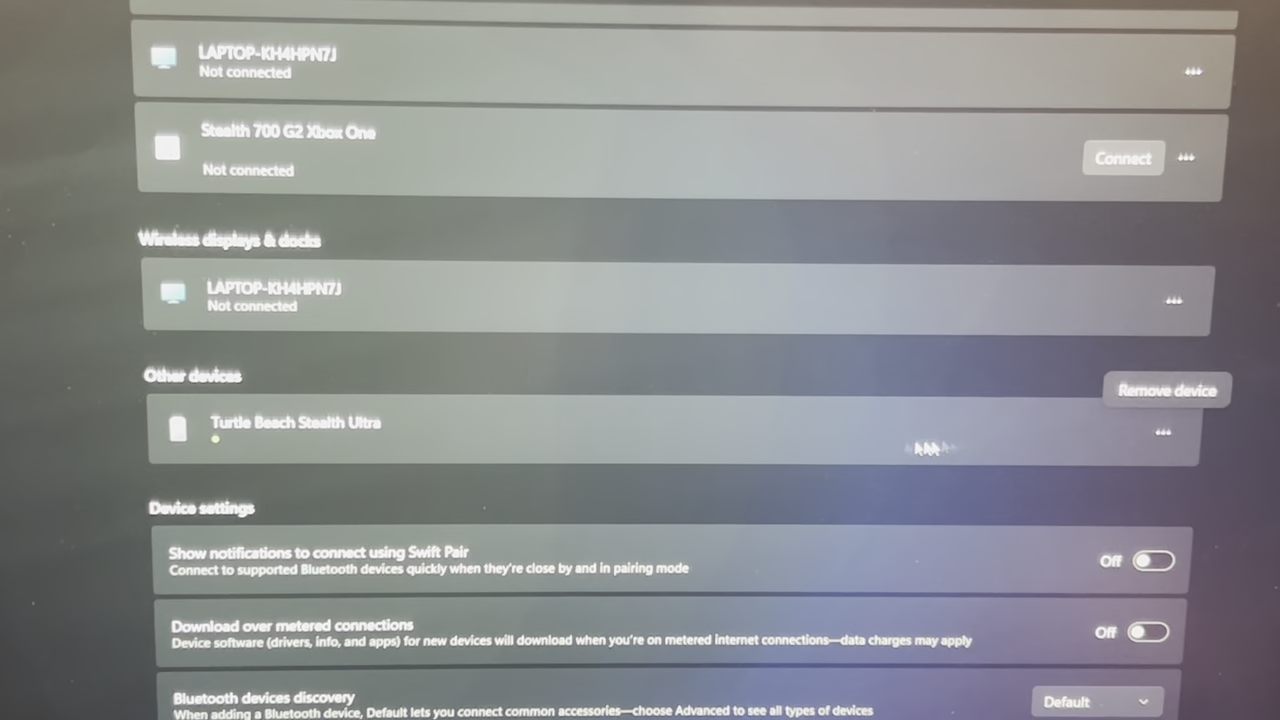 LAPTOP-KH4HPN7J
Not connected
Stealth 700 G2 Xbox One
Not connected
Connect
Wireless displays & docks
LAPTOP-KH4HPN7J
Not connected
Other devices
Remove device
Turtle Beach Stealth Ultra
Device settings
Show notifications to connect using Swift Pair
Connect to supported Bluetooth devices quickly when they're close by and in pairing mode
Off
Download over metered connections
Device software (drivers, info, and apps) for new devices will download when you're on metered internet connections—data charges may apply
Off
Bluetooth devices discovery
When adding a Bluetooth device, Default lets you connect common accessories—choose Advanced to see all types of devices
Default